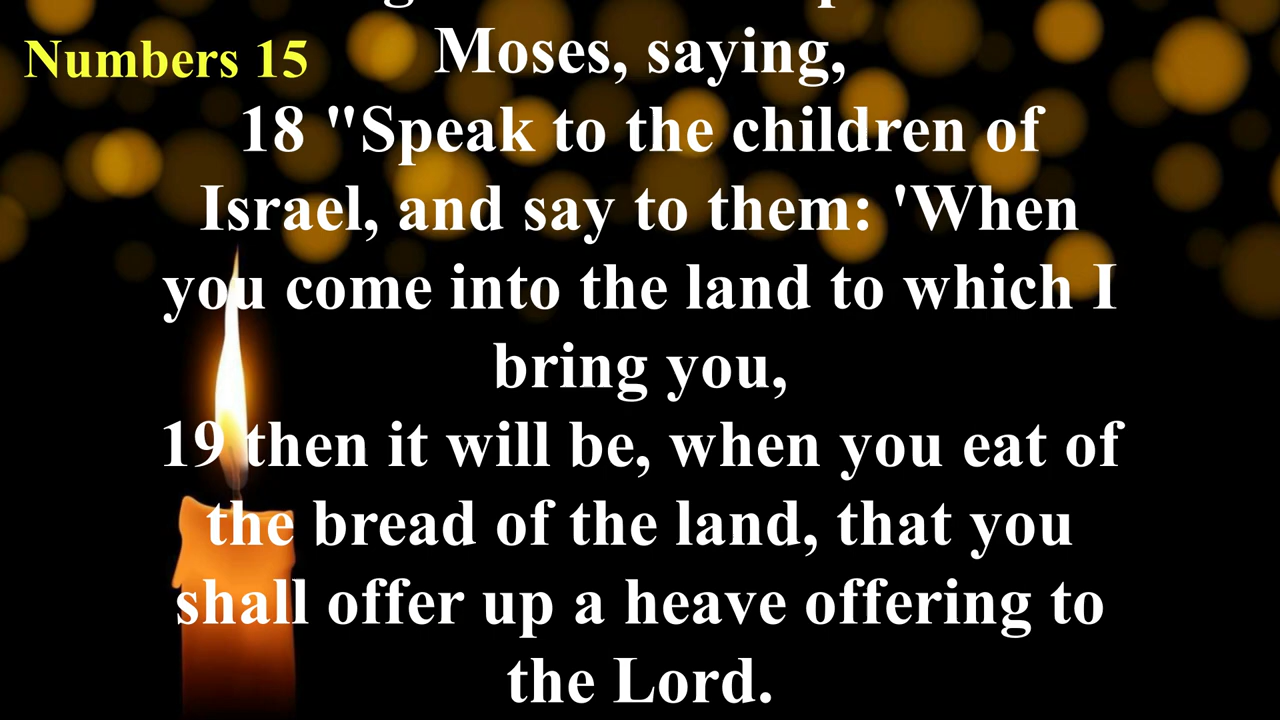 Numbers 15
Moses, saying,
18 "Speak to the children of
Israel, and say to them: 'When
you come into the land to which I
bring you,
19 then it will be, when you eat of
the bread of the land, that you
shall offer up a heave offering to
the Lord.